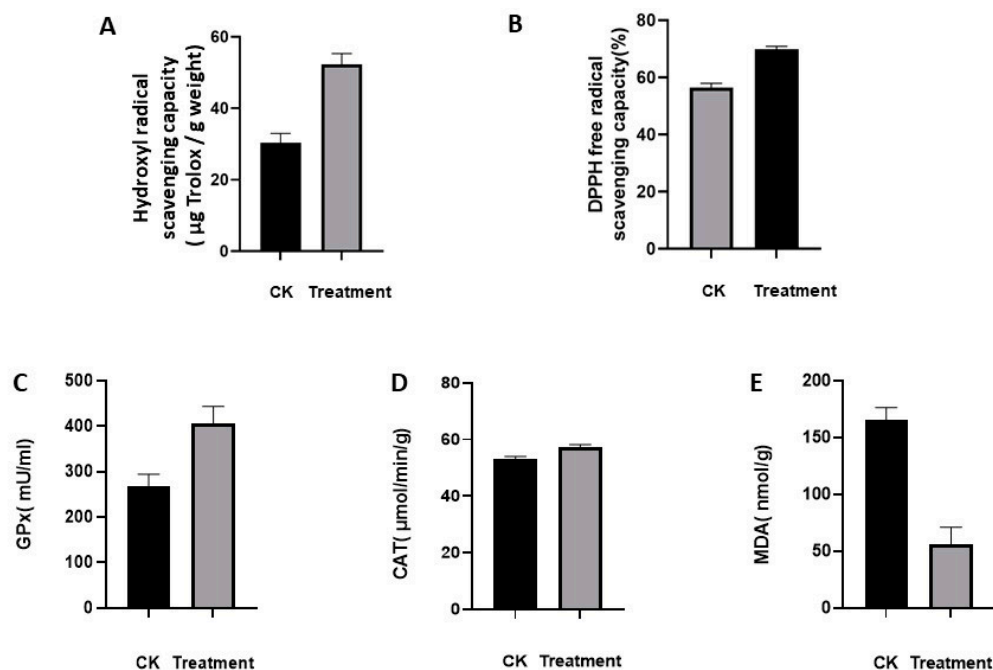 A
Hydroxyl radical
scavenging capacity
( µg Trolox / g weight)
60
40
20
0
CK Treatment
B
DPPH free radical
scavenging capacity(%)
80
60
40
20
0
CK Treatment
C
GPx( mU/ml)
500
400
300
200
100
0
CK Treatment
D
CAT( µmol/min/g)
80
60
40
20
0
CK Treatment
E
MDA( nmol/g)
200
150
100
50
0
CK Treatment